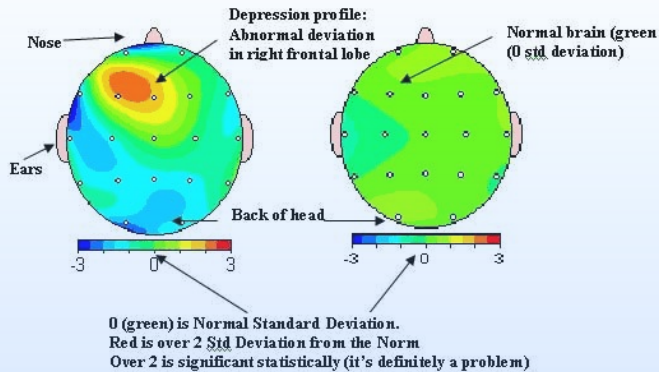 Nose
Depression profile:
Abnormal deviation
in right frontal lobe
Normal brain (green
(0 std deviation)
Ears
Back of head
-3 0 3
-3 0 3
0 (green) is Normal Standard Deviation.
Red is over 2 Std Deviation from the Norm
Over 2 is significant statistically (it's definitely a problem)